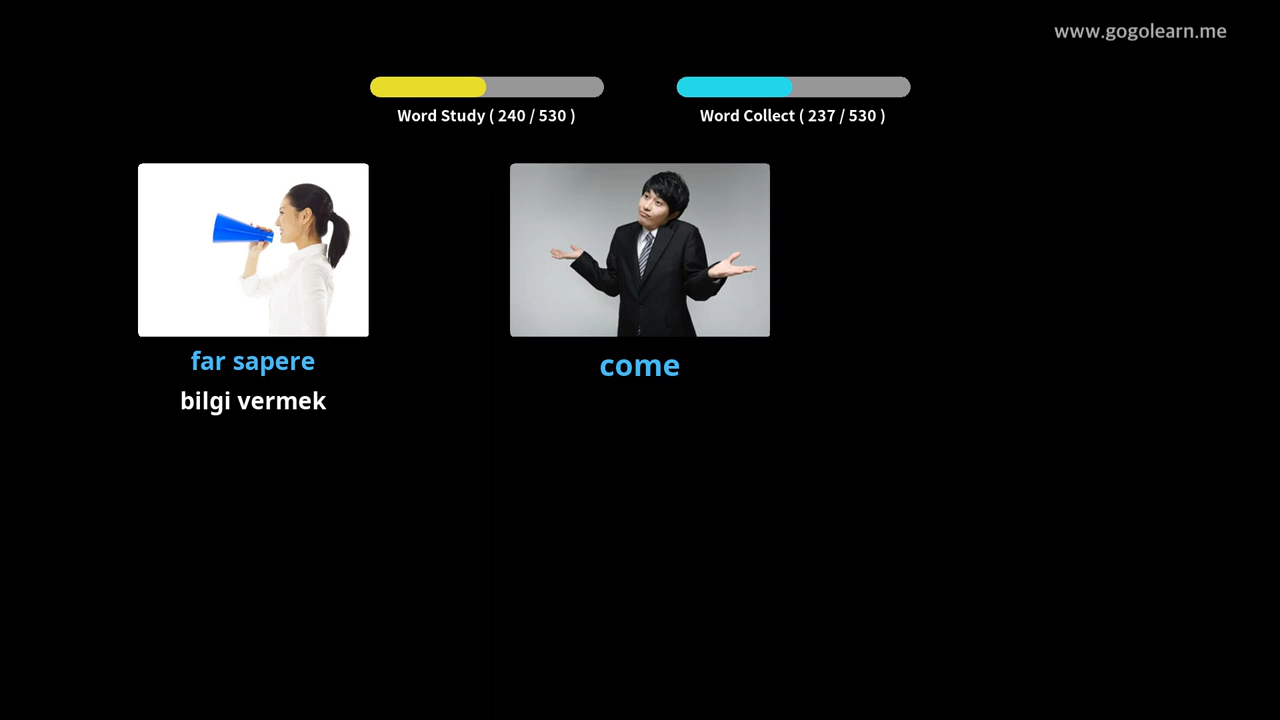 www.gogolearn.me
Word Study ( 240 / 530 )
Word Collect ( 237 / 530 )
far sapere
bilgi vermek
come